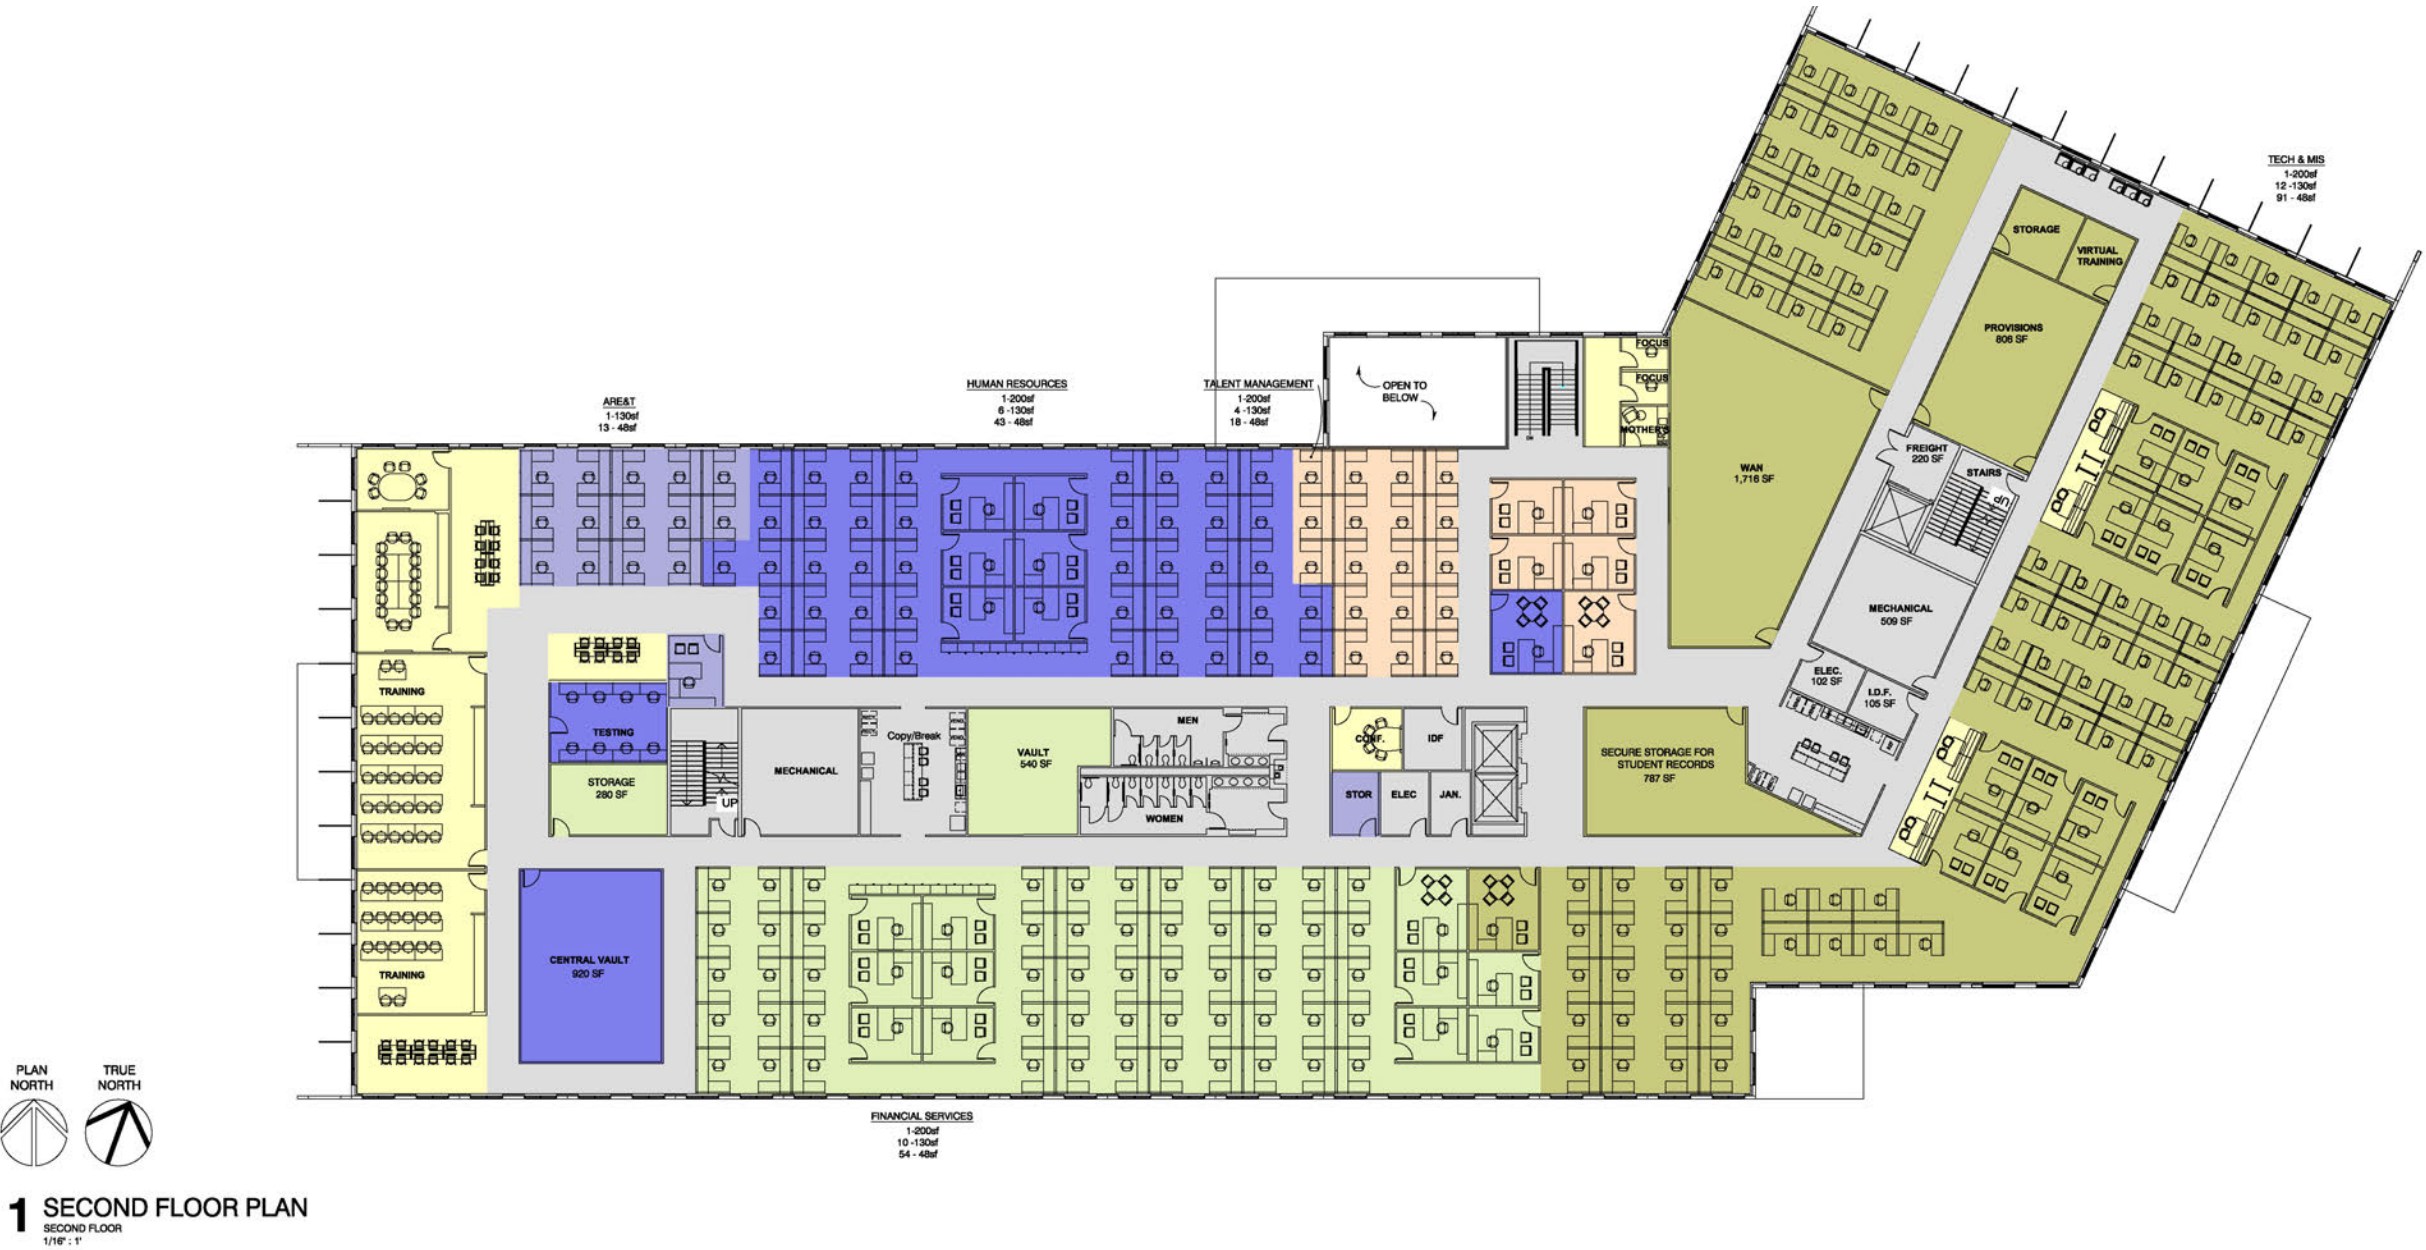 TECH & MIS
1-200sf
12 -130sf
91 - 48sf
STORAGE
VIRTUAL
TRAINING
PROVISIONS
806 SF
FOCUS
FOCUS
MOTHER'S
OPEN TO
BELOW
DN
HUMAN RESOURCES
1-200sf
6 -130sf
43 - 48sf
TALENT MANAGEMENT
1-200sf
4 -130sf
18 - 48sf
ARE&T
1-130sf
13 - 48sf
WAN
1,716 SF
FREIGHT
220 SF
STAIRS
UP
MECHANICAL
509 SF
ELEC.
102 SF
I.D.F.
105 SF
TRAINING
TESTING
STORAGE
280 SF
UP
MECHANICAL
Copy/Break
VAULT
540 SF
MEN
WOMEN
CONF.
IDF
STOR
ELEC
JAN.
SECURE STORAGE FOR
STUDENT RECORDS
787 SF
CENTRAL VAULT
920 SF
TRAINING
FINANCIAL SERVICES
1-200sf
10 -130sf
54 - 48sf
PLAN
NORTH
TRUE
NORTH
1 SECOND FLOOR PLAN
SECOND FLOOR
1/16" : 1'